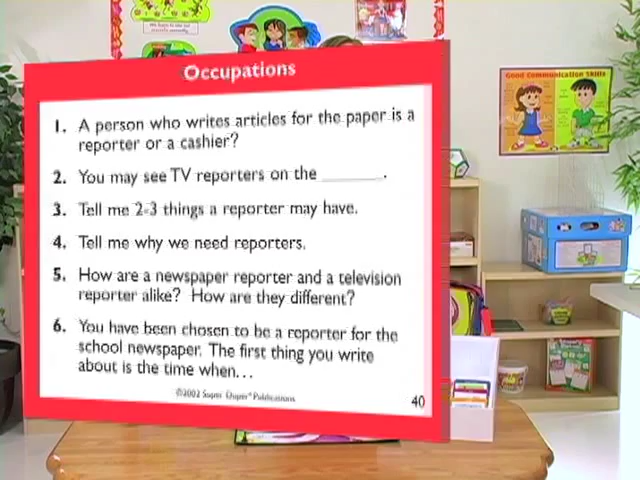 Occupations
1. A person who writes articles for the paper is a
reporter or a cashier?
2. You may see TV reporters on the ______.
3. Tell me 2-3 things a reporter may have.
4. Tell me why we need reporters.
5. How are a newspaper reporter and a television
reporter alike? How are they different?
6. You have been chosen to be a reporter for the
school newspaper. The first thing you write
about is the time when...
©2002 Super Duper® Publications
40
Good Communication Skills